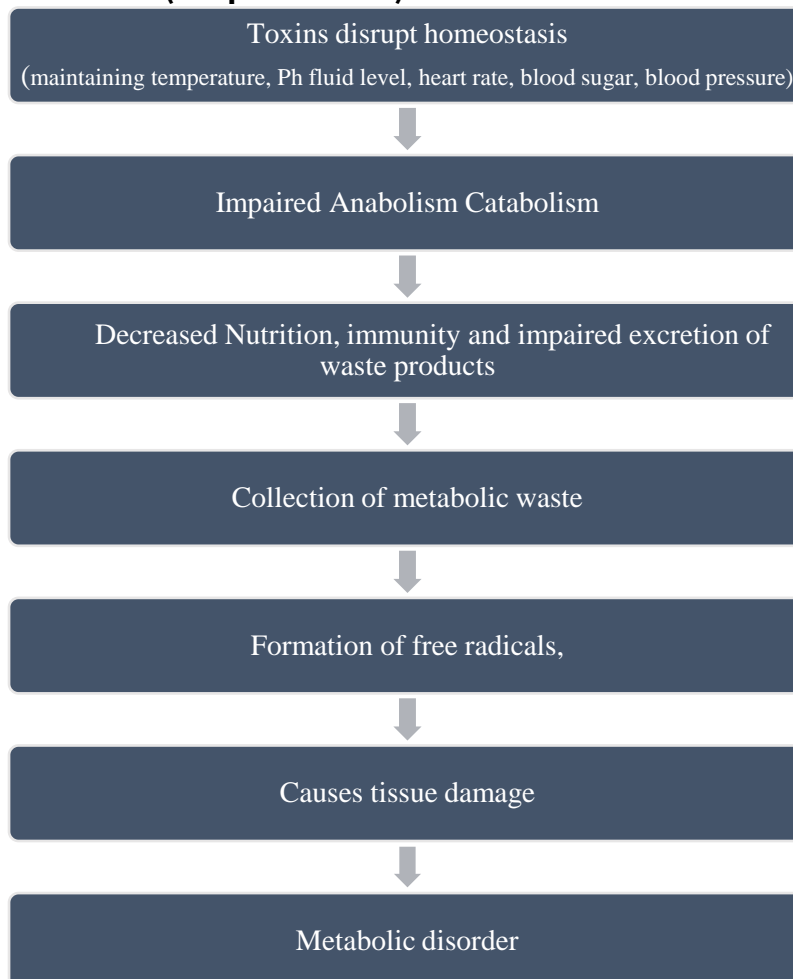 Toxins disrupt homeostasis
(maintaining temperature, Ph fluid level, heart rate, blood sugar, blood pressure)
Impaired Anabolism Catabolism
Decreased Nutrition, immunity and impaired excretion of
waste products
Collection of metabolic waste
Formation of free radicals,
Causes tissue damage
Metabolic disorder